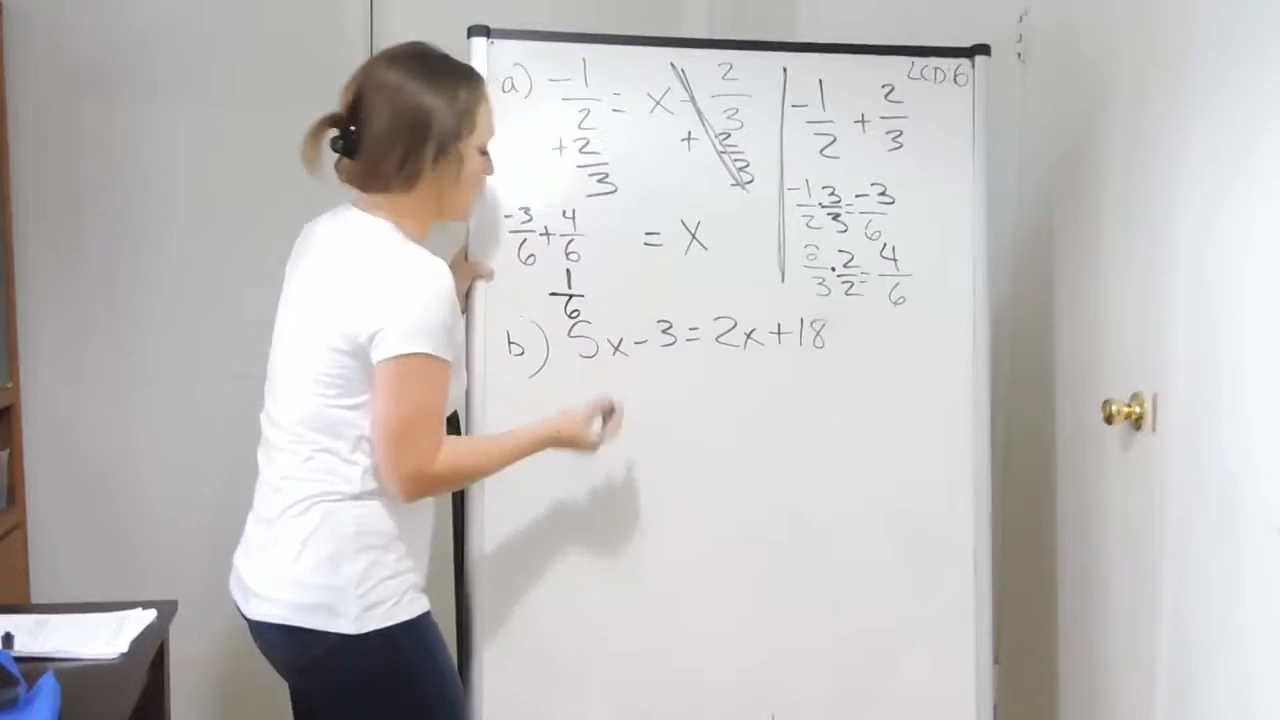 a) -1/2 = x - 2/3
+ 2/3 + 2/3
-3/6 + 4/6 = x
1/6
b) 5x-3=2x+18
LCD:6
-1/2 + 2/3
-1/2 · 3/3 = -3/6
2/3 · 2/2 = 4/6